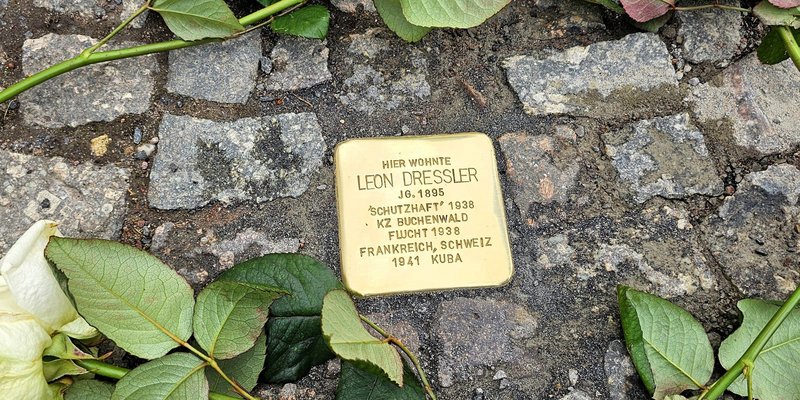 HIER WOHNTE
LEON DRESSLER
JG. 1895
'SCHUTZHAFT' 1938
KZ BUCHENWALD
FLUCHT 1938
FRANKREICH, SCHWEIZ
1941 KUBA